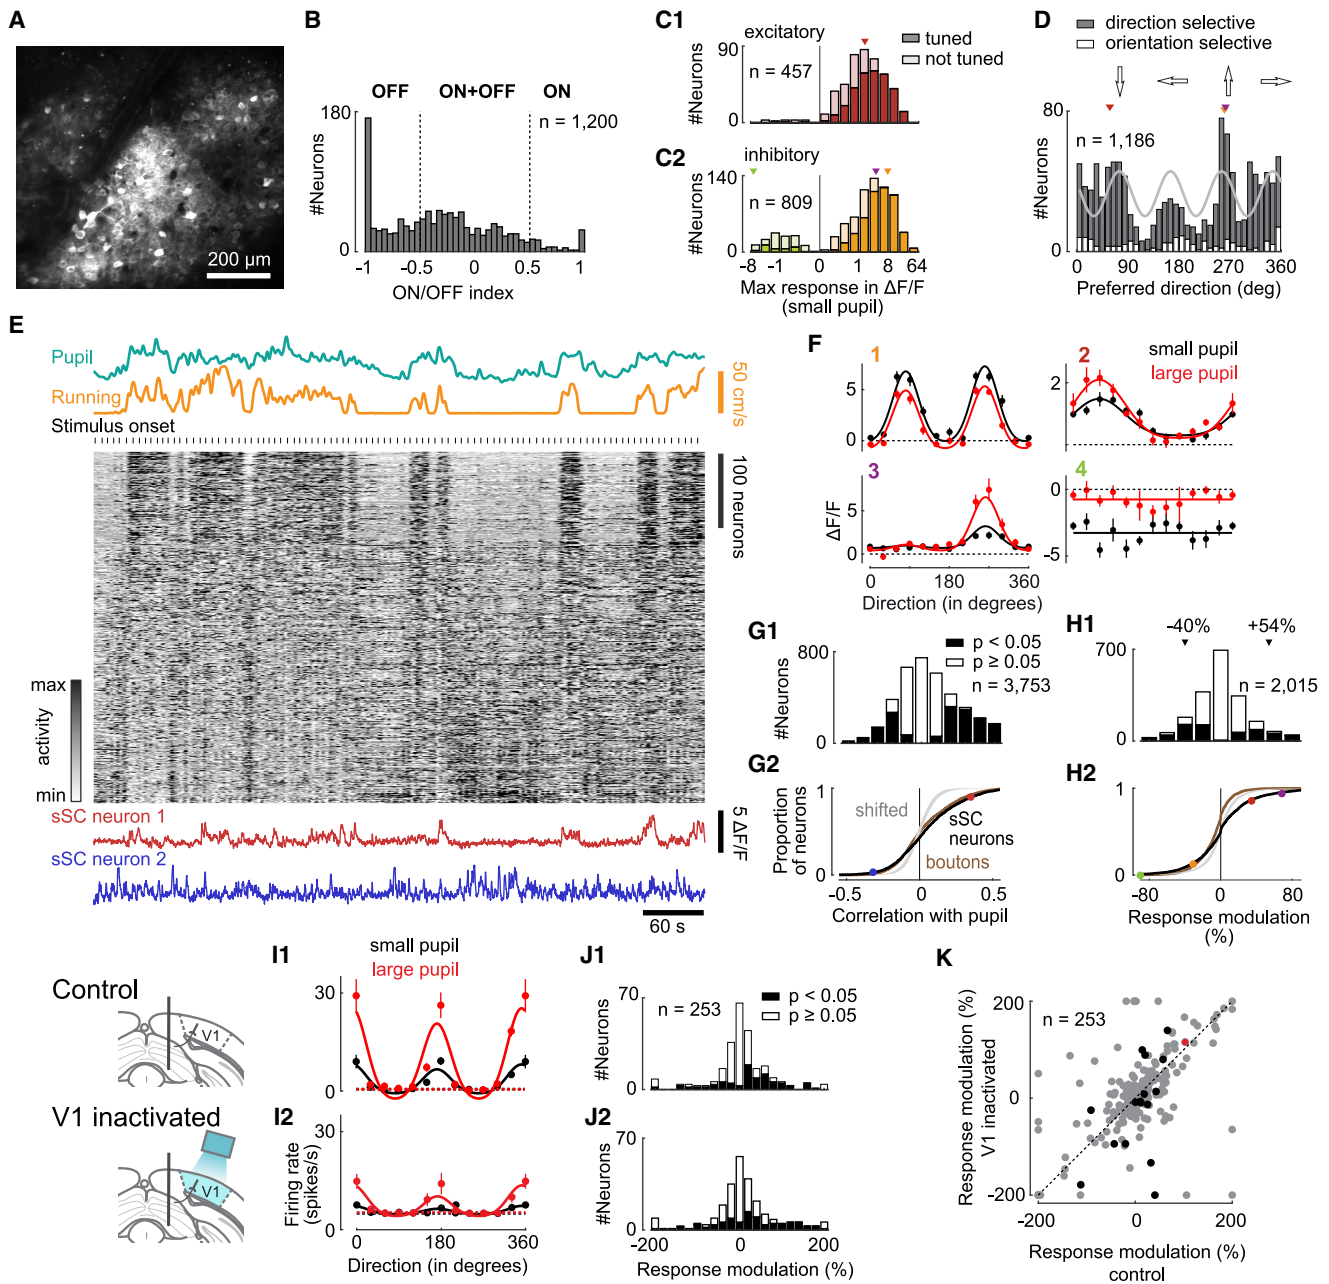 A
200 µm
B
OFF
ON+OFF
ON
n = 1,200
180
0
#Neurons
-1
-0.5
0
0.5
1
ON/OFF index
C1
excitatory
tuned
not tuned
90
n = 457
0
#Neurons
C2
inhibitory
140
n = 809
0
#Neurons
-8
-1
0
1
8
64
Max response in ΔF/F
(small pupil)
D
direction selective
orientation selective
80
n = 1,186
0
#Neurons
0
90
180
270
360
Preferred direction (deg)
E
Pupil
Running
50 cm/s
Stimulus onset
100 neurons
max
activity
min
sSC neuron 1
5 ΔF/F
sSC neuron 2
60 s
F
1
5
0
2
small pupil
large pupil
2
3
5
0
ΔF/F
0
180
360
Direction (in degrees)
4
0
-5
G1
p < 0.05
p ≥ 0.05
n = 3,753
800
0
#Neurons
G2
1
0
Proportion
of neurons
shifted
sSC
neurons
boutons
-0.5
0
0.5
Correlation with pupil
H1
-40%
+54%
700
n = 2,015
0
H2
1
0
-80
0
80
Response modulation
(%)
Control
V1
V1 inactivated
V1
I1
small pupil
large pupil
30
0
I2
30
0
Firing rate
(spikes/s)
0
180
360
Direction (in degrees)
J1
70
n = 253
p < 0.05
p ≥ 0.05
0
#Neurons
J2
70
0
#Neurons
-200
0
200
Response modulation (%)
K
200
n = 253
0
-200
Response modulation (%)
V1 inactivated
-200
0
200
Response modulation (%)
control